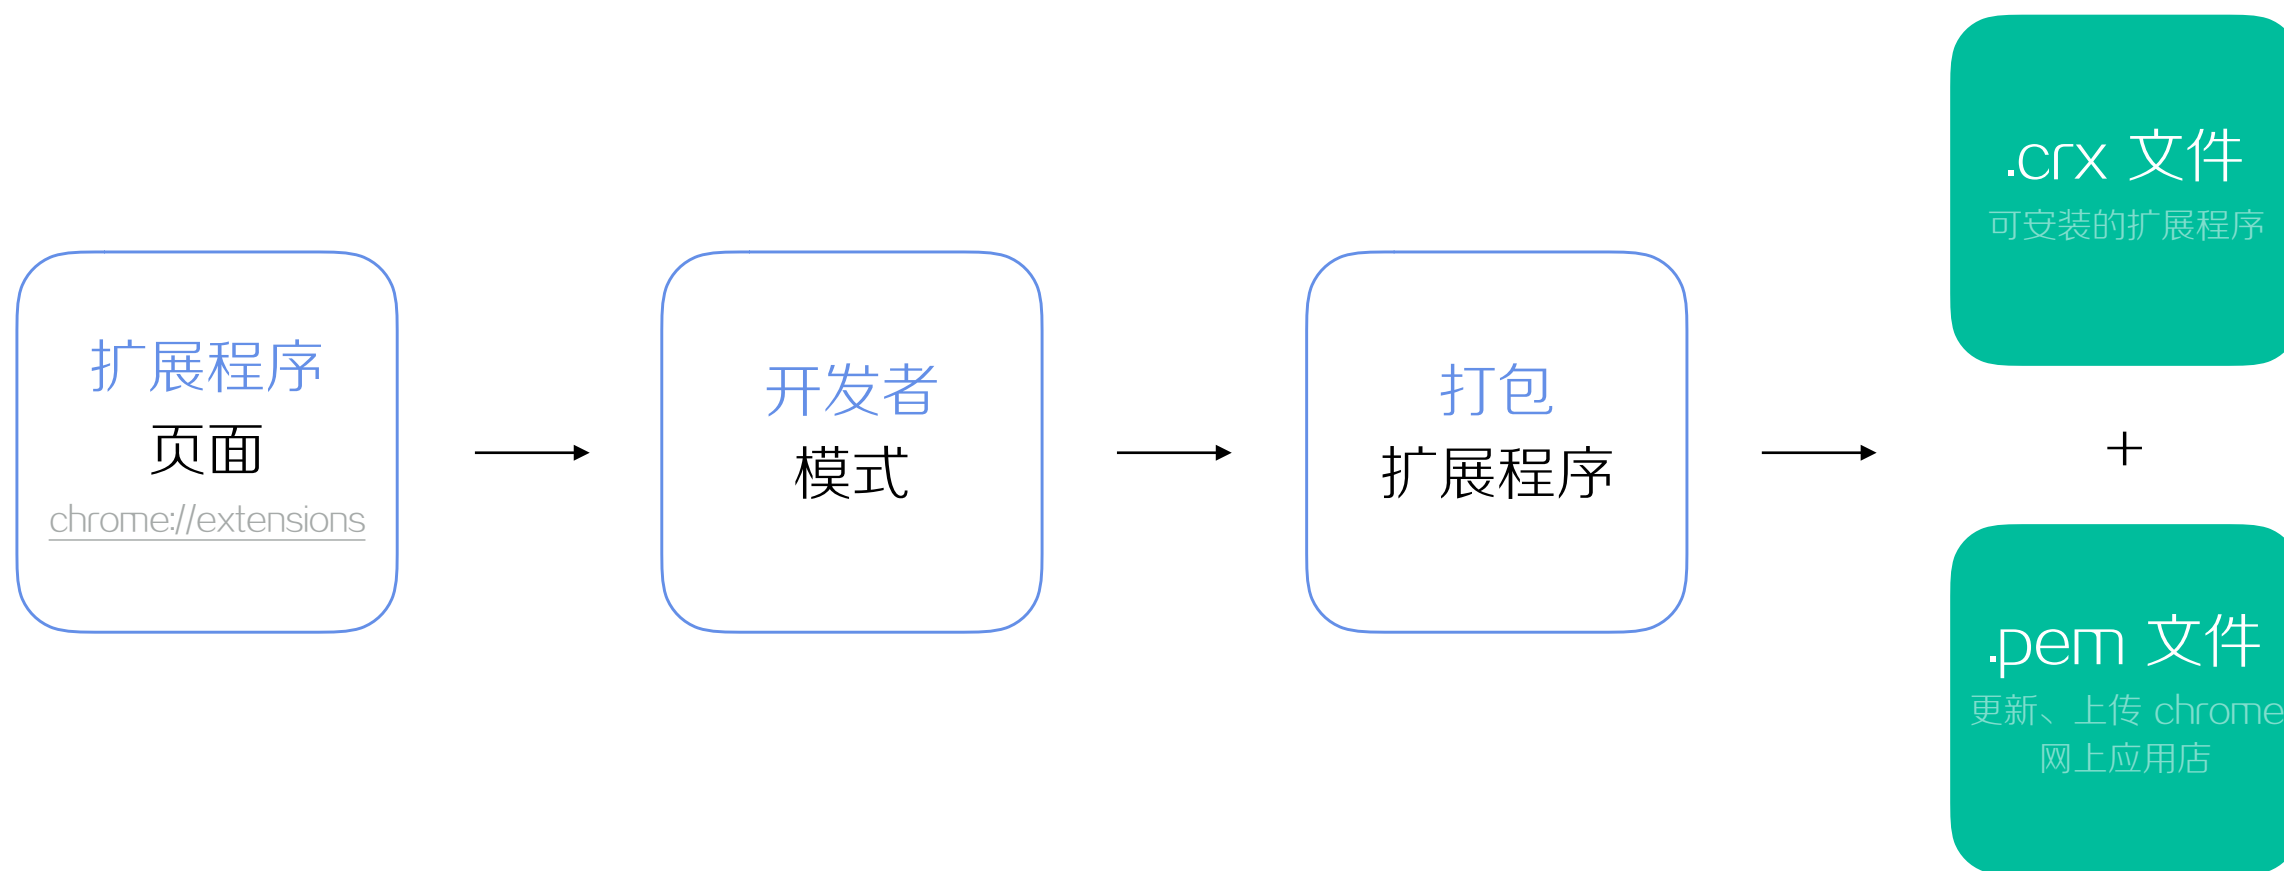 扩展程序
页面
chrome://extensions
开发者
模式
打包
扩展程序
.crx 文件
可安装的扩展程序
+
.pem 文件
更新、上传 chrome
网上应用店